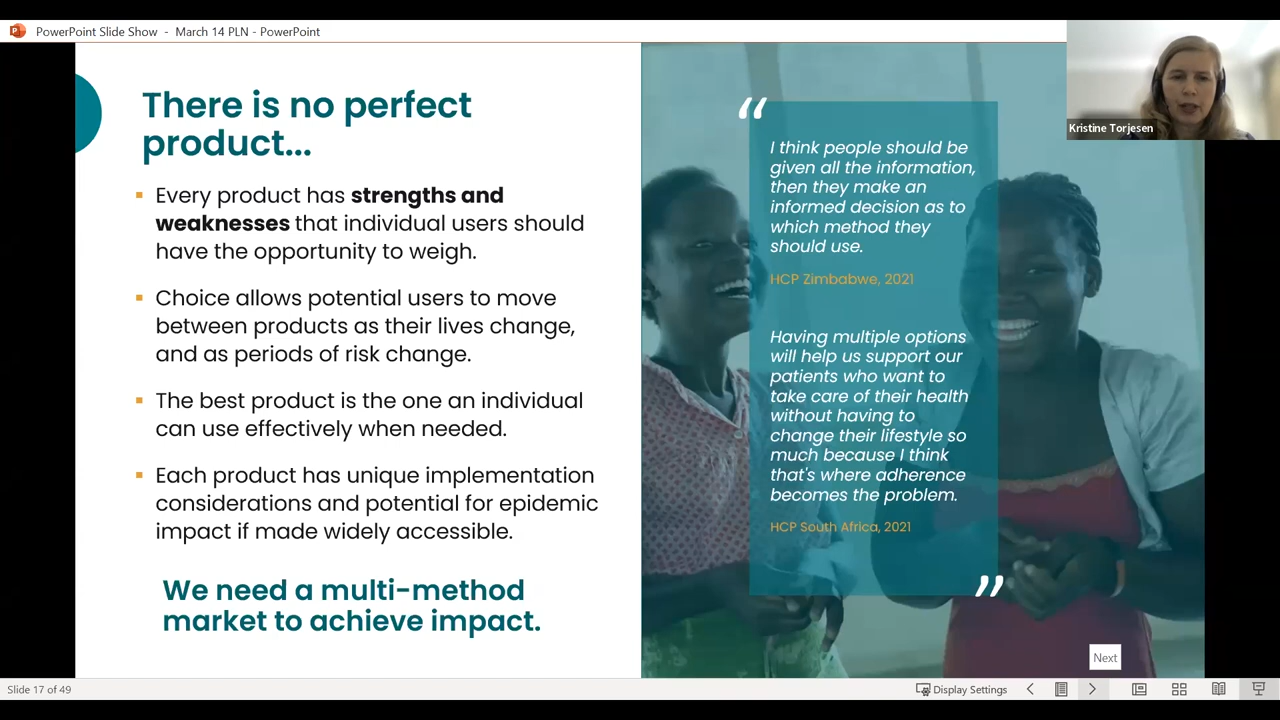 PowerPoint Slide Show - March 14 PLN - PowerPoint
Kristine Torjesen
There is no perfect
product...
▪ Every product has strengths and
weaknesses that individual users should
have the opportunity to weigh.
▪ Choice allows potential users to move
between products as their lives change,
and as periods of risk change.
▪ The best product is the one an individual
can use effectively when needed.
▪ Each product has unique implementation
considerations and potential for epidemic
impact if made widely accessible.
We need a multi-method
market to achieve impact.
“
I think people should be
given all the information,
then they make an
informed decision as to
which method they
should use.
HCP Zimbabwe, 2021
Having multiple options
will help us support our
patients who want to
take care of their health
without having to
change their lifestyle so
much because I think
that's where adherence
becomes the problem.
HCP South Africa, 2021
”
Next
Slide 17 of 49
Display Settings